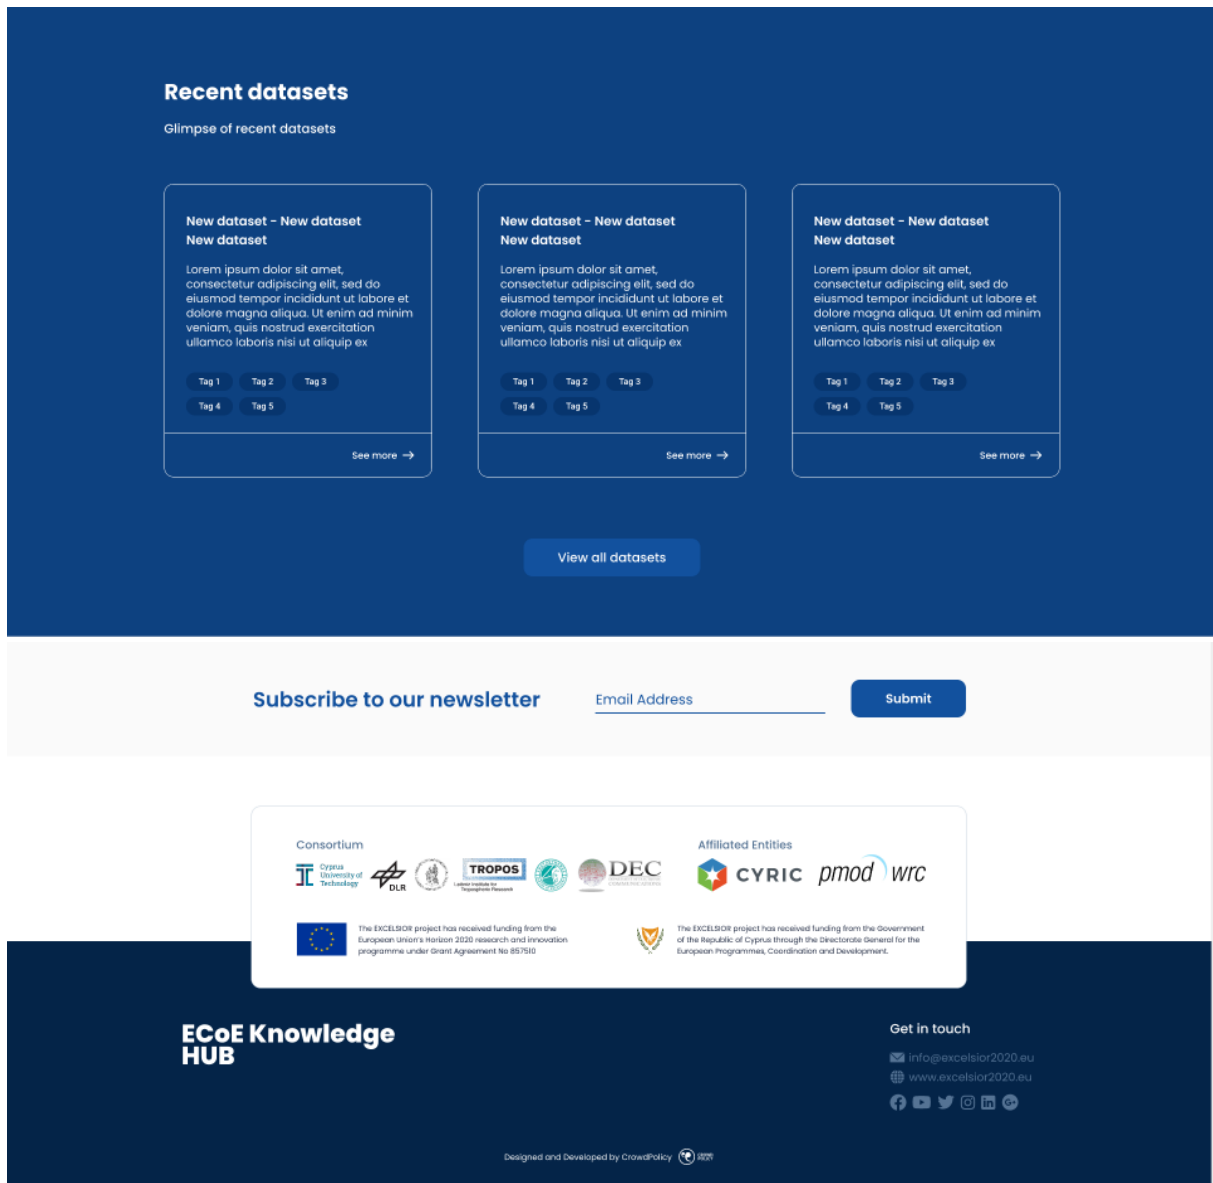 Recent datasets
Glimpse of recent datasets
New dataset - New dataset
New dataset
Lorem ipsum dolor sit amet,
consectetur adipiscing elit, sed do
eiusmod tempor incididunt ut labore et
dolore magna aliqua. Ut enim ad minim
veniam, quis nostrud exercitation
ullamco laboris nisi ut aliquip ex
Tag 1 Tag 2 Tag 3
Tag 4 Tag 5
See more →
New dataset - New dataset
New dataset
Lorem ipsum dolor sit amet,
consectetur adipiscing elit, sed do
eiusmod tempor incididunt ut labore et
dolore magna aliqua. Ut enim ad minim
veniam, quis nostrud exercitation
ullamco laboris nisi ut aliquip ex
Tag 1 Tag 2 Tag 3
Tag 4 Tag 5
See more →
New dataset - New dataset
New dataset
Lorem ipsum dolor sit amet,
consectetur adipiscing elit, sed do
eiusmod tempor incididunt ut labore et
dolore magna aliqua. Ut enim ad minim
veniam, quis nostrud exercitation
ullamco laboris nisi ut aliquip ex
Tag 1 Tag 2 Tag 3
Tag 4 Tag 5
See more →
View all datasets
Subscribe to our newsletter
Email Address
Submit
Consortium
Cyprus
University of
Technology
DLR
TROPOS
Leibniz Institute for
Tropospheric Research
DEC
Affiliated Entities
CYRIC
pmod wrc
The EXCELSIOR project has received funding from the
European Union's Horizon 2020 research and innovation
programme under Grant Agreement No 857510
The EXCELSIOR project has received funding from the Government
of the Republic of Cyprus through the Directorate General for the
European Programmes, Coordination and Development.
ECoE Knowledge
HUB
Get in touch
info@excelsior2020.eu
www.excelsior2020.eu
Designed and Developed by CrowdPolicy
CROWD
POLICY